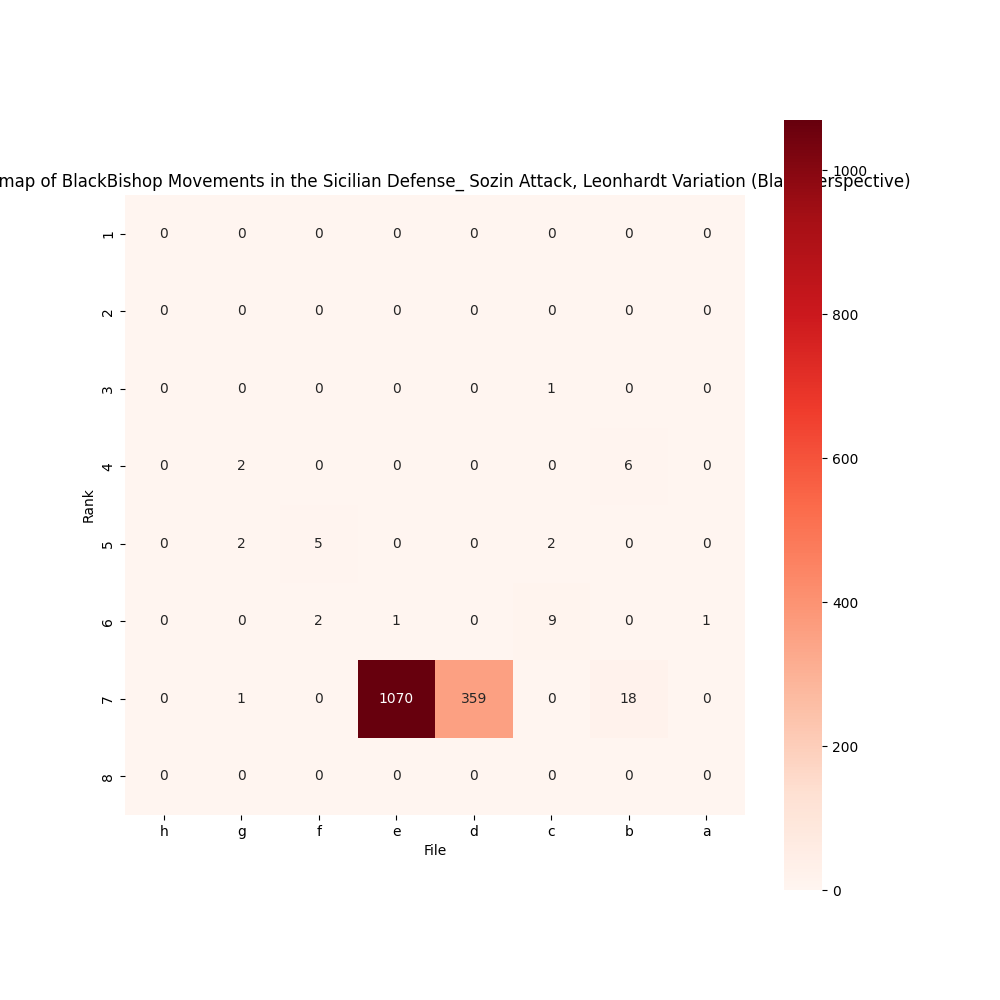 map of BlackBishop Movements in the Sicilian Defense_ Sozin Attack, Leonhardt Variation (Bla erspective)
1000
1 0 0 0 0 0 0 0 0
2 0 0 0 0 0 0 0 0
800
3 0 0 0 0 0 1 0 0
4 0 2 0 0 0 0 6 0
600
Rank
5 0 2 5 0 0 2 0 0
400
6 0 0 2 1 0 9 0 1
7 0 1 0 1070 359 0 18 0
200
8 0 0 0 0 0 0 0 0
h g f e d c b a
File
0